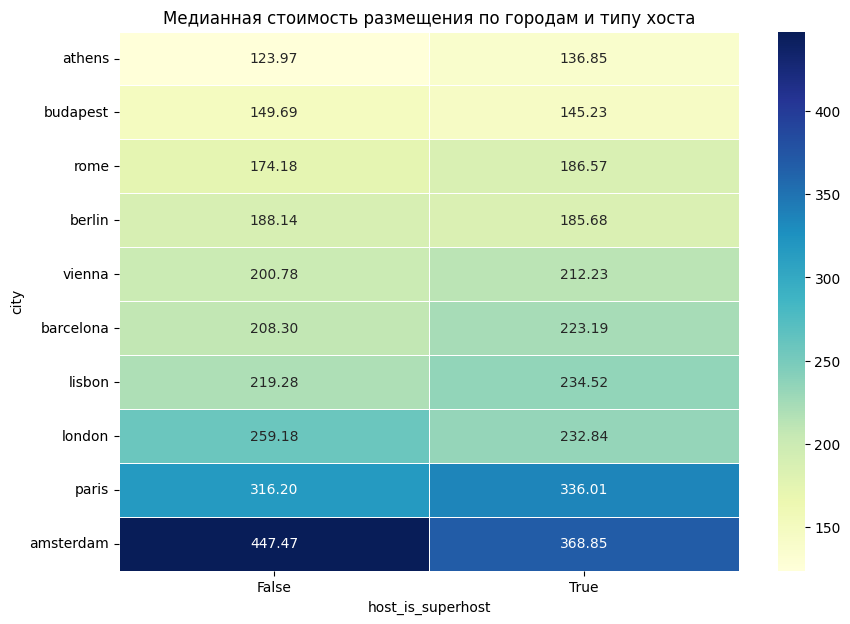 Медианная стоимость размещения по городам и типу хоста
athens 123.97 136.85
budapest 149.69 145.23
rome 174.18 186.57
berlin 188.14 185.68
vienna 200.78 212.23
barcelona 208.30 223.19
lisbon 219.28 234.52
london 259.18 232.84
paris 316.20 336.01
amsterdam 447.47 368.85
city
False True
host_is_superhost
400
350
300
250
200
150